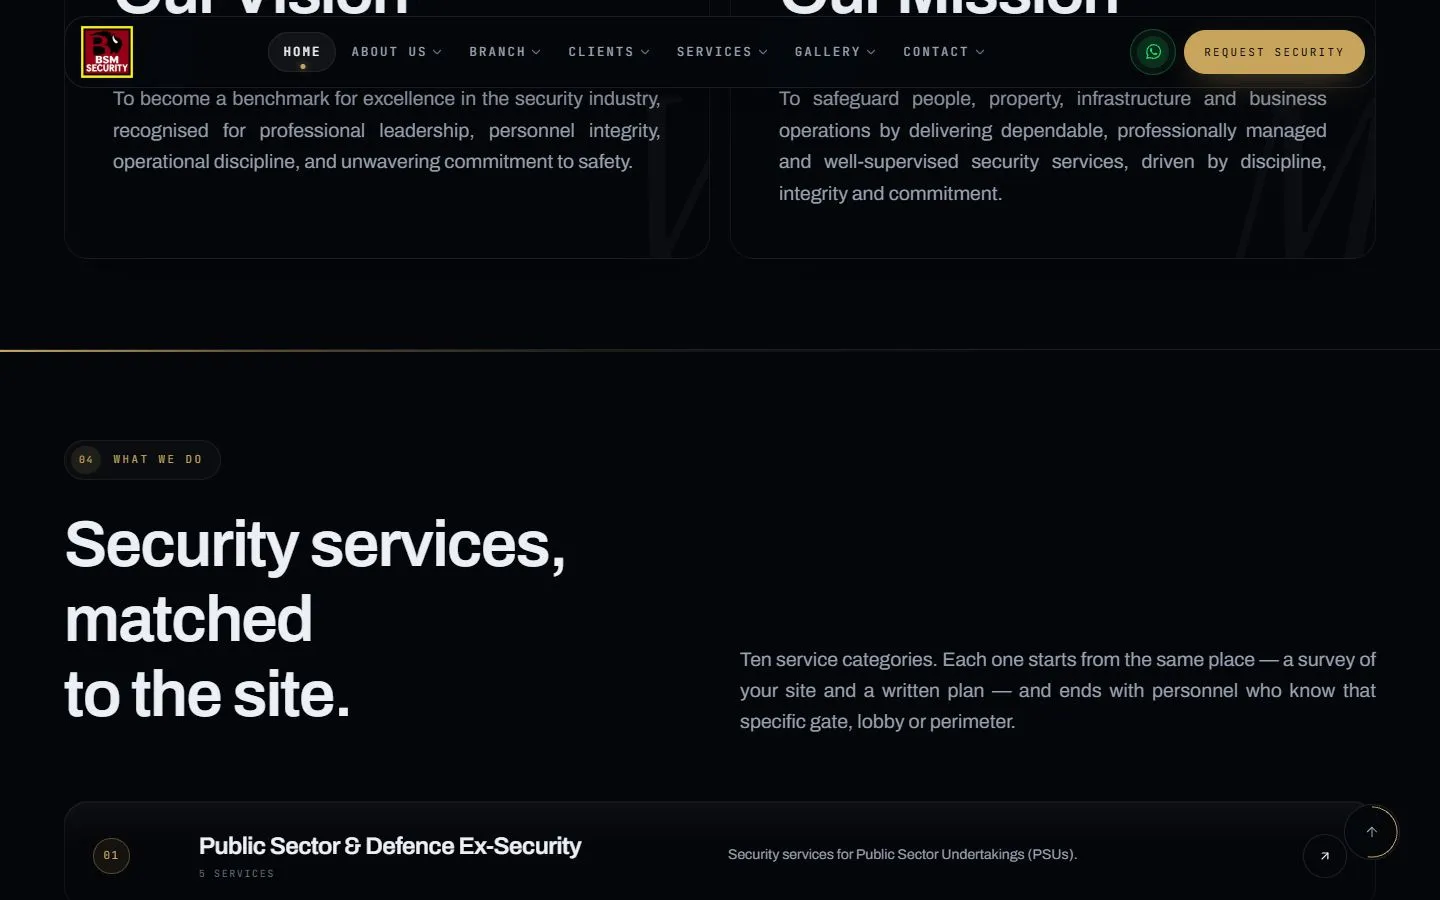 Our Vision
Our Mission
BSM
SECURITY
HOME
ABOUT US
BRANCH
CLIENTS
SERVICES
GALLERY
CONTACT
REQUEST SECURITY
To become a benchmark for excellence in the security industry,
recognised for professional leadership, personnel integrity,
operational discipline, and unwavering commitment to safety.
To safeguard people, property, infrastructure and business
operations by delivering dependable, professionally managed
and well-supervised security services, driven by discipline,
integrity and commitment.
04 WHAT WE DO
Security services,
matched
to the site.
Ten service categories. Each one starts from the same place — a survey of
your site and a written plan — and ends with personnel who know that
specific gate, lobby or perimeter.
01
Public Sector & Defence Ex-Security
5 SERVICES
Security services for Public Sector Undertakings (PSUs).